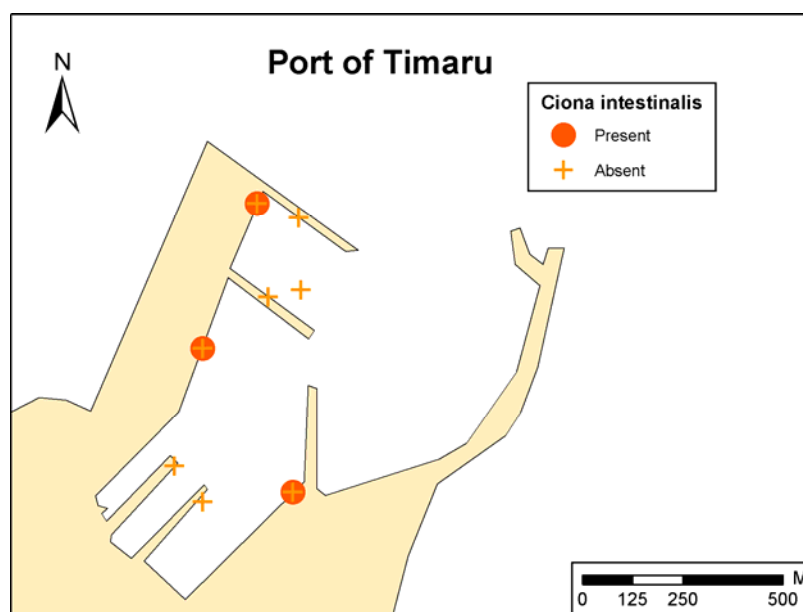 Port of Timaru
N
Ciona intestinalis
Present
Absent
M
0 125 250 500